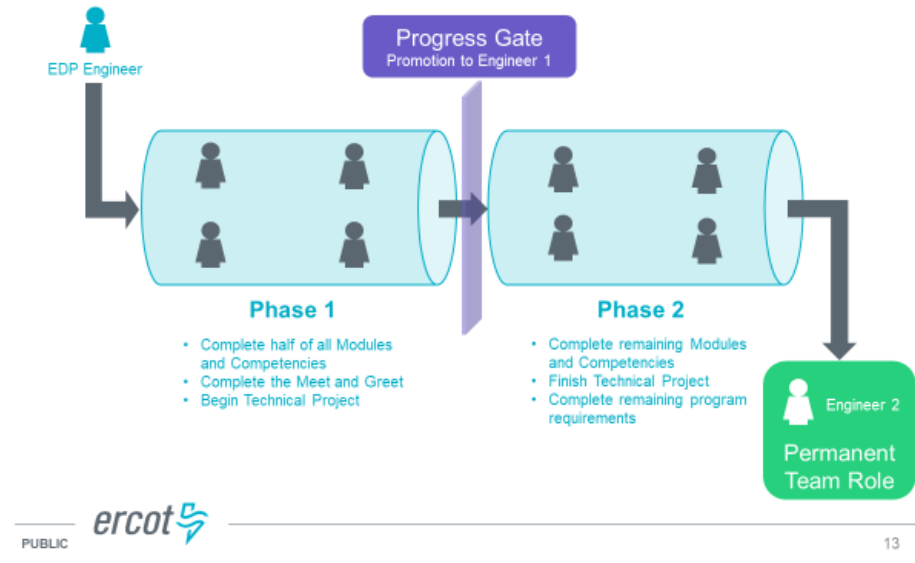 EDP Engineer
Progress Gate
Promotion to Engineer 1
Phase 1
• Complete half of all Modules
and Competencies
• Complete the Meet and Greet
• Begin Technical Project
Phase 2
• Complete remaining Modules
and Competencies
• Finish Technical Project
• Complete remaining program
requirements
Engineer 2
Permanent
Team Role
PUBLIC
ercot
13